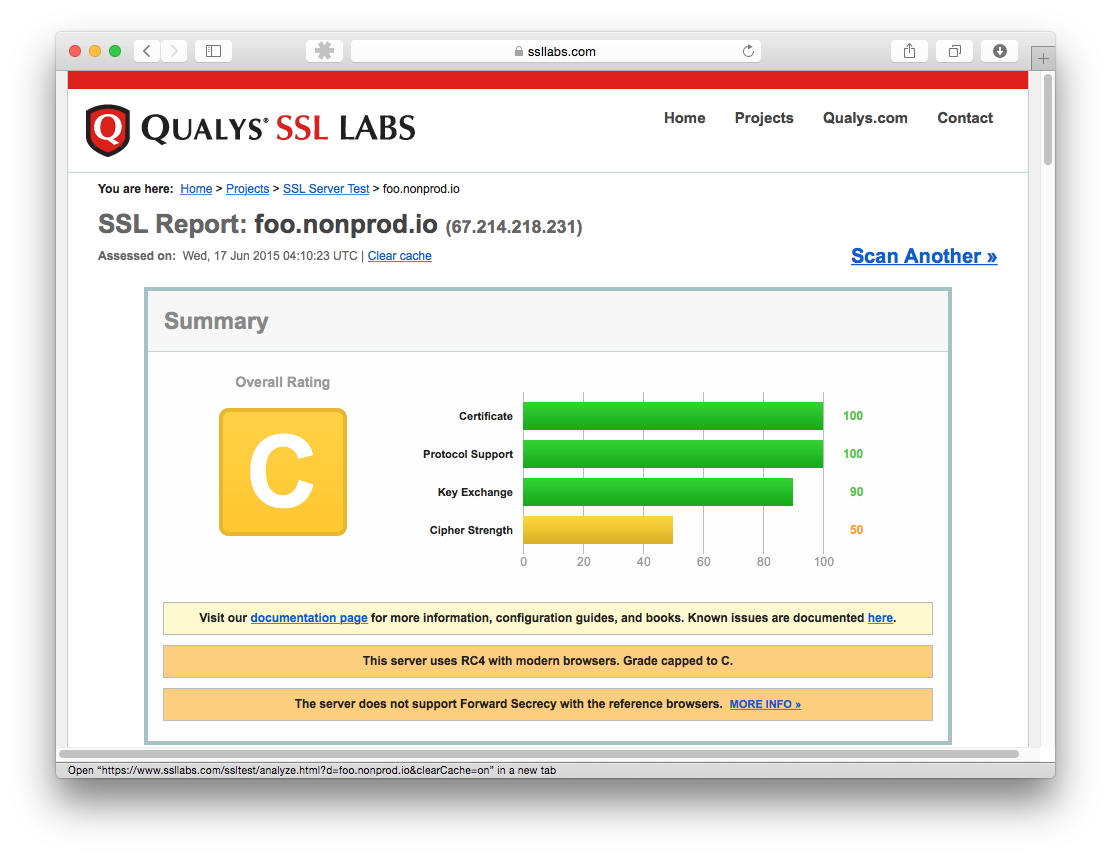 ssllabs.com
QUALYS® SSL LABS
Home Projects Qualys.com Contact
You are here: Home > Projects > SSL Server Test > foo.nonprod.io
SSL Report: foo.nonprod.io (67.214.218.231)
Assessed on: Wed, 17 Jun 2015 04:10:23 UTC | Clear cache
Scan Another »
Summary
Overall Rating
C
Certificate 100
Protocol Support 100
Key Exchange 90
Cipher Strength 50
0 20 40 60 80 100
Visit our documentation page for more information, configuration guides, and books. Known issues are documented here.
This server uses RC4 with modern browsers. Grade capped to C.
The server does not support Forward Secrecy with the reference browsers. MORE INFO »
Open “https://www.ssllabs.com/ssltest/analyze.html?d=foo.nonprod.io&clearCache=on” in a new tab